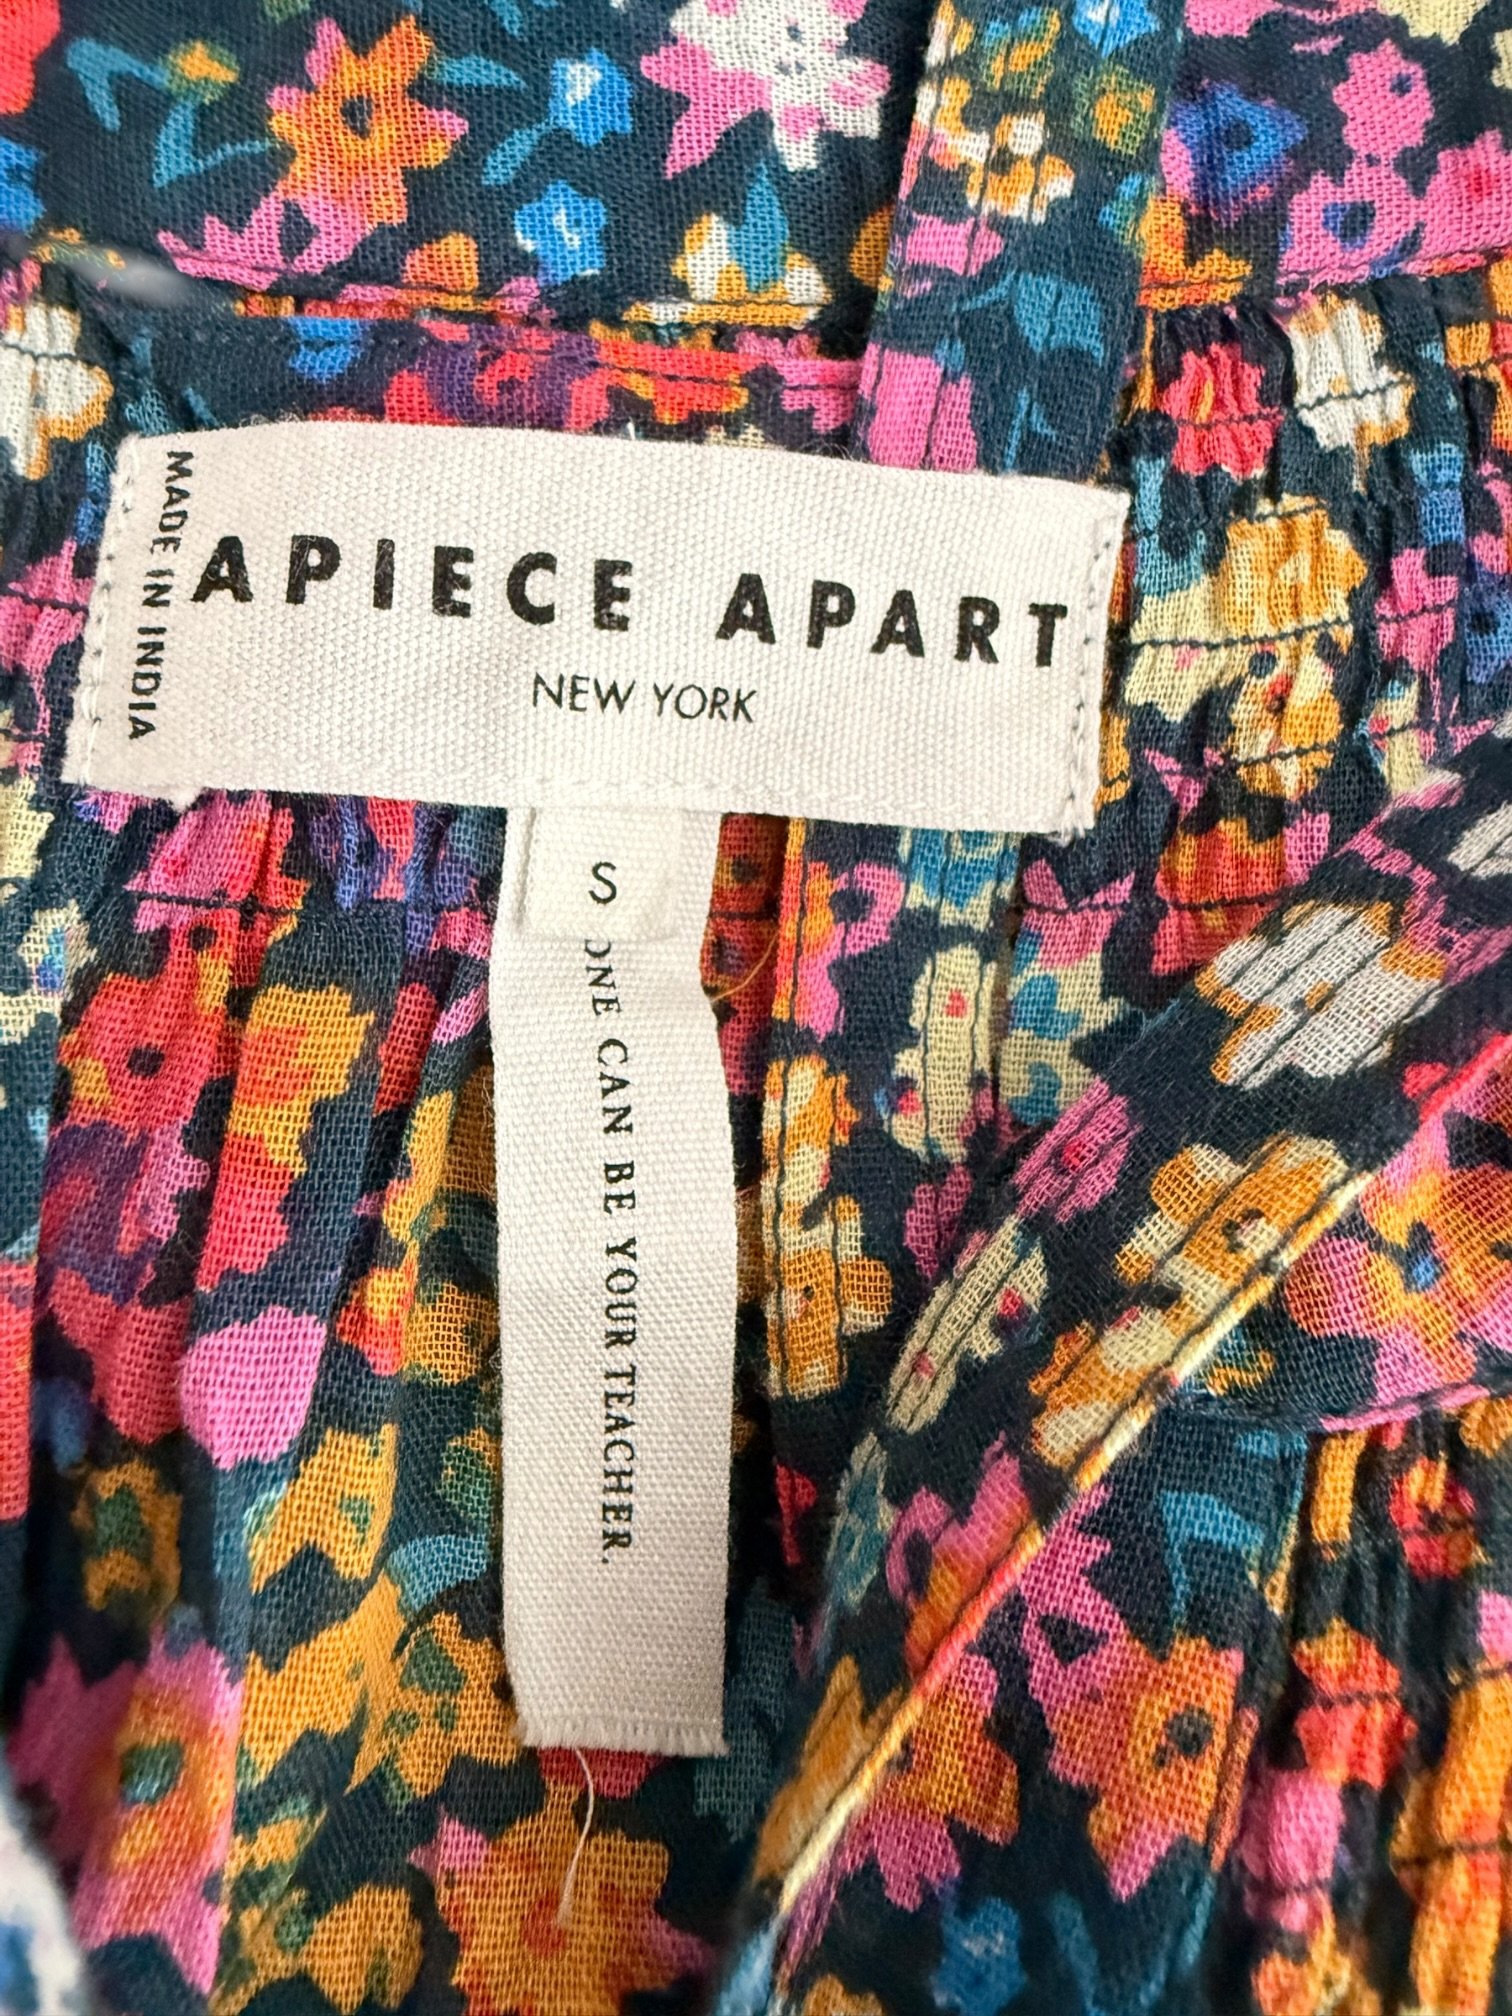 MADE IN INDIA
APIECE APART
NEW YORK
S
ONE CAN BE YOUR TEACHER.